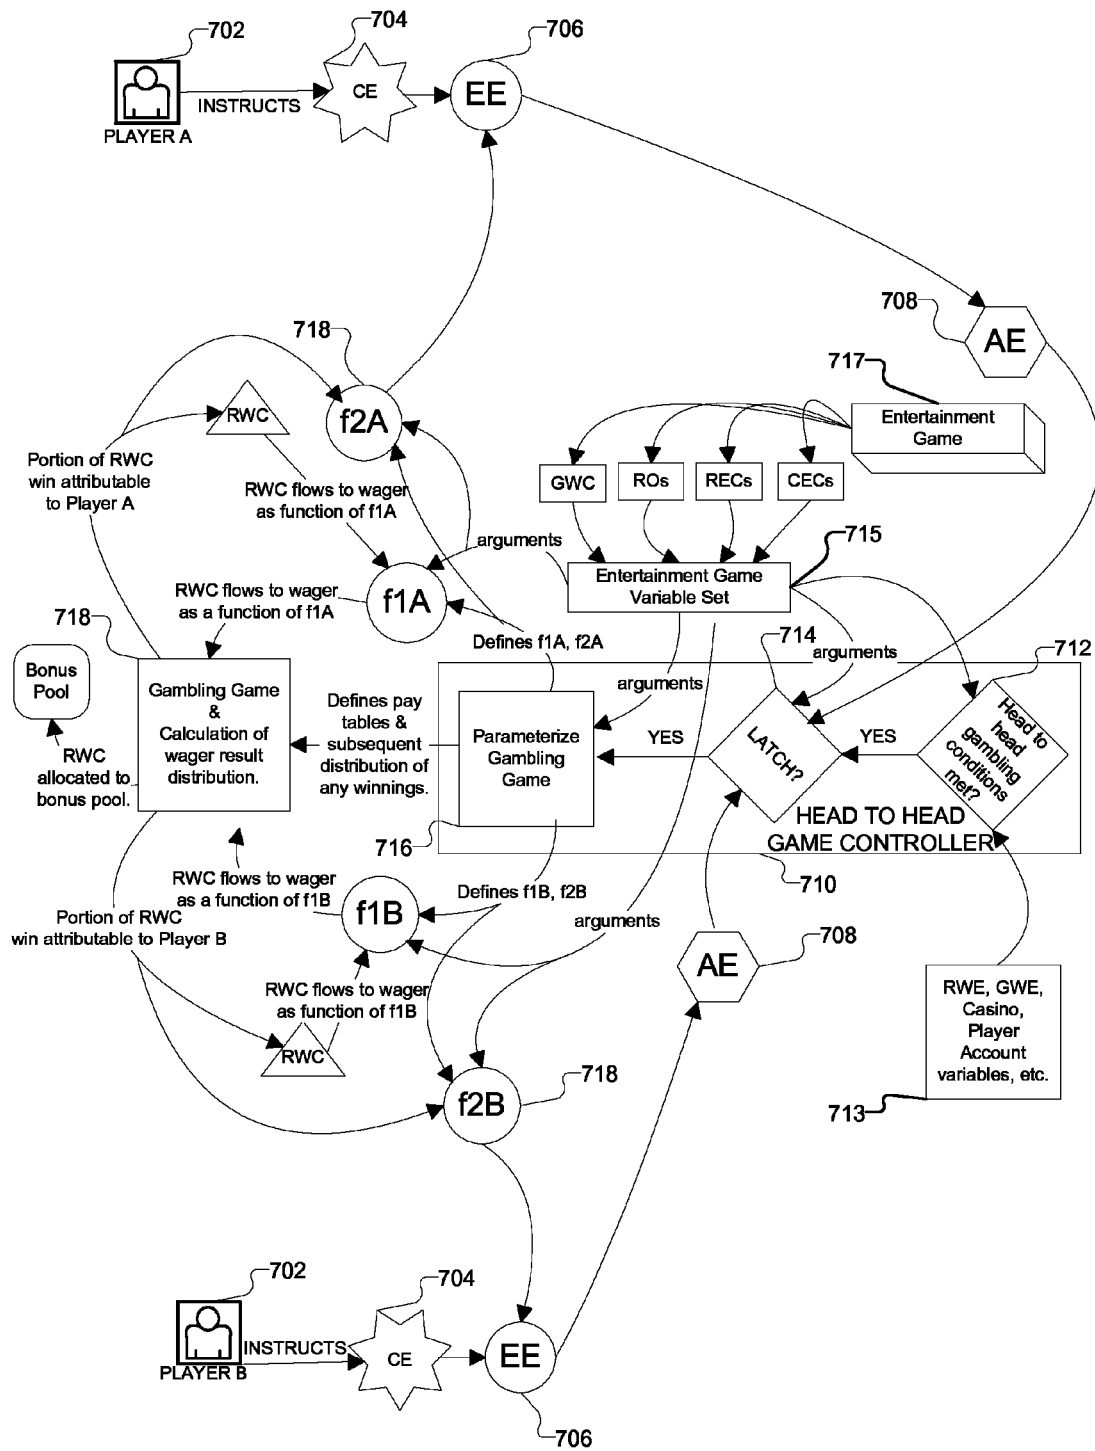 702
704
706
CE
EE
INSTRUCTS
PLAYER A
708
AE
718
717
f2A
RWC
Entertainment
Game
Portion of RWC
win attributable
to Player A
GWC
ROs
RECs
CECs
RWC flows to wager
as function of f1A
arguments
715
Entertainment Game
Variable Set
RWC flows to wager
as a function of f1A
f1A
718
Defines f1A, f2A
714
712
arguments
Bonus
Pool
Gambling Game
&
Calculation of
wager result
distribution.
arguments
Defines pay
tables &
subsequent
distribution of
any winnings.
Parameterize
Gambling
Game
YES
LATCH?
YES
Head to
head
gambling
conditions
met?
RWC
allocated to
bonus pool.
HEAD TO HEAD
GAME CONTROLLER
716
710
RWC flows to wager
as a function of f1B
f1B
Defines f1B, f2B
Portion of RWC
win attributable to Player B
arguments
708
AE
RWC flows to wager
as function of f1B
RWC
RWE, GWE,
Casino,
Player
Account
variables, etc.
f2B
718
713
702
704
INSTRUCTS
CE
EE
PLAYER B
706